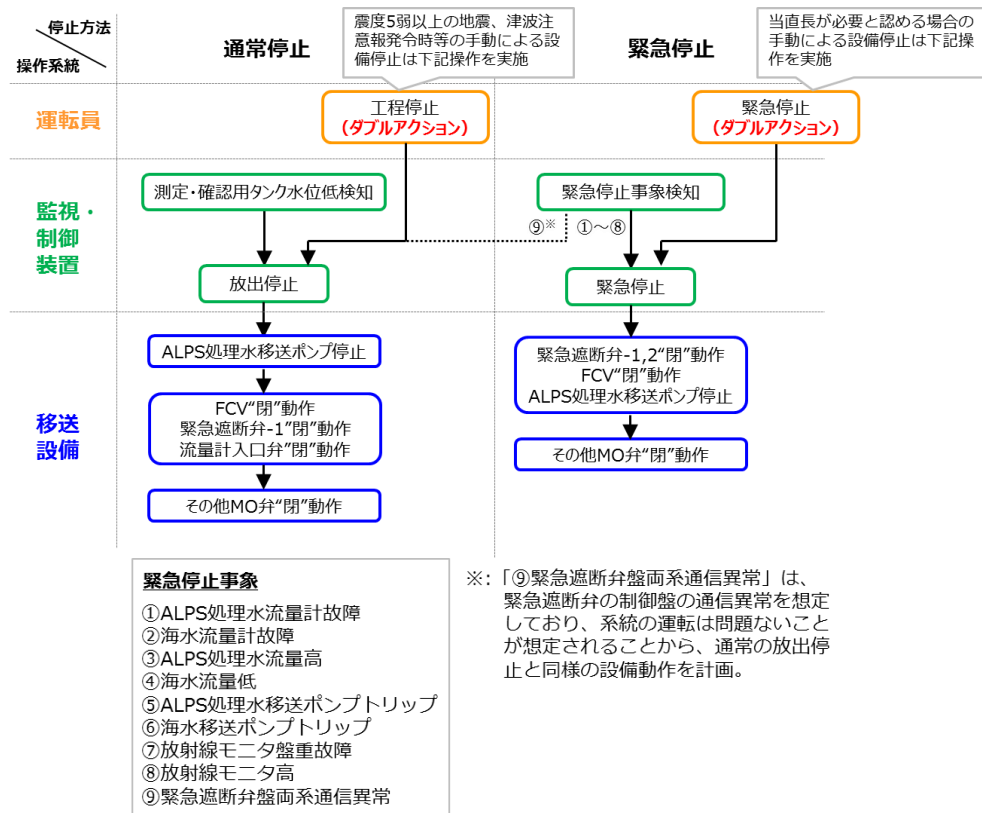 停止方法
操作系統
通常停止
震度5弱以上の地震、津波注
意報発令時等の手動による設
備停止は下記操作を実施
緊急停止
当直長が必要と認める場合の
手動による設備停止は下記操
作を実施
運転員
工程停止
（ダブルアクション）
緊急停止
（ダブルアクション）
監視・
制御
装置
測定・確認用タンク水位低検知
緊急停止事象検知
⑨※
①～⑧
放出停止
緊急停止
移送
設備
ALPS処理水移送ポンプ停止
FCV“閉”動作
緊急遮断弁-1”閉”動作
流量計入口弁“閉”動作
その他MO弁“閉”動作
緊急遮断弁-1,2“閉”動作
FCV“閉”動作
ALPS処理水移送ポンプ停止
その他MO弁“閉”動作
緊急停止事象
①ALPS処理水流量計故障
②海水流量計故障
③ALPS処理水流量高
④海水流量低
⑤ALPS処理水移送ポンプトリップ
⑥海水移送ポンプトリップ
⑦放射線モニタ盤重故障
⑧放射線モニタ高
⑨緊急遮断弁盤両系通信異常
※:「⑨緊急遮断弁盤両系通信異常」は、
緊急遮断弁の制御盤の通信異常を想定
しており、系統の運転は問題ないこと
が想定されることから、通常の放出停
止と同様の設備動作を計画。